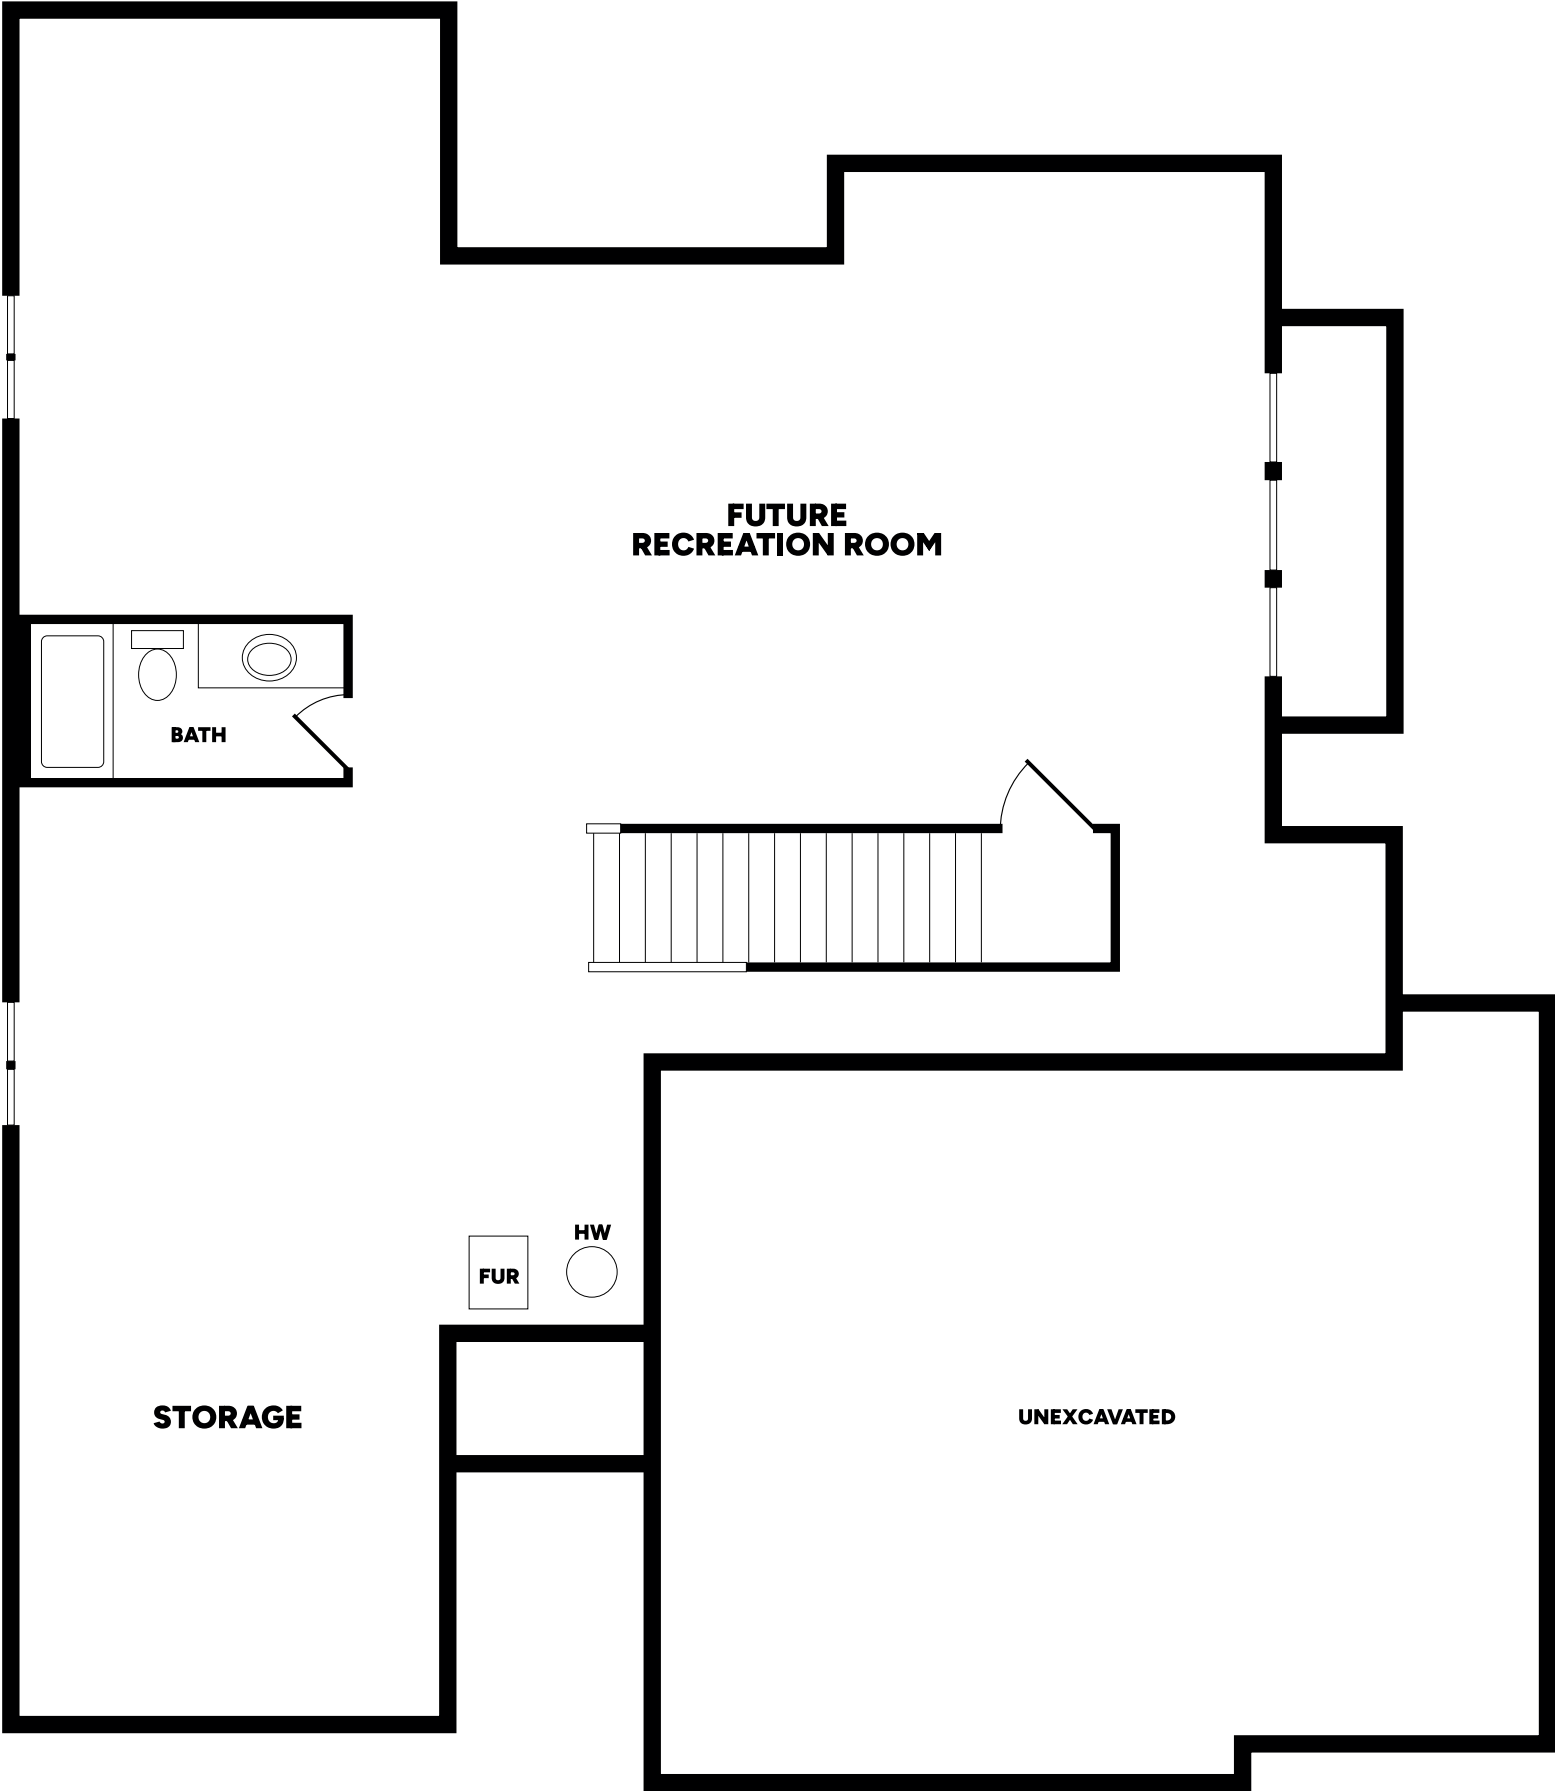 FUTURE
RECREATION ROOM
BATH
HW
FUR
STORAGE
UNEXCAVATED